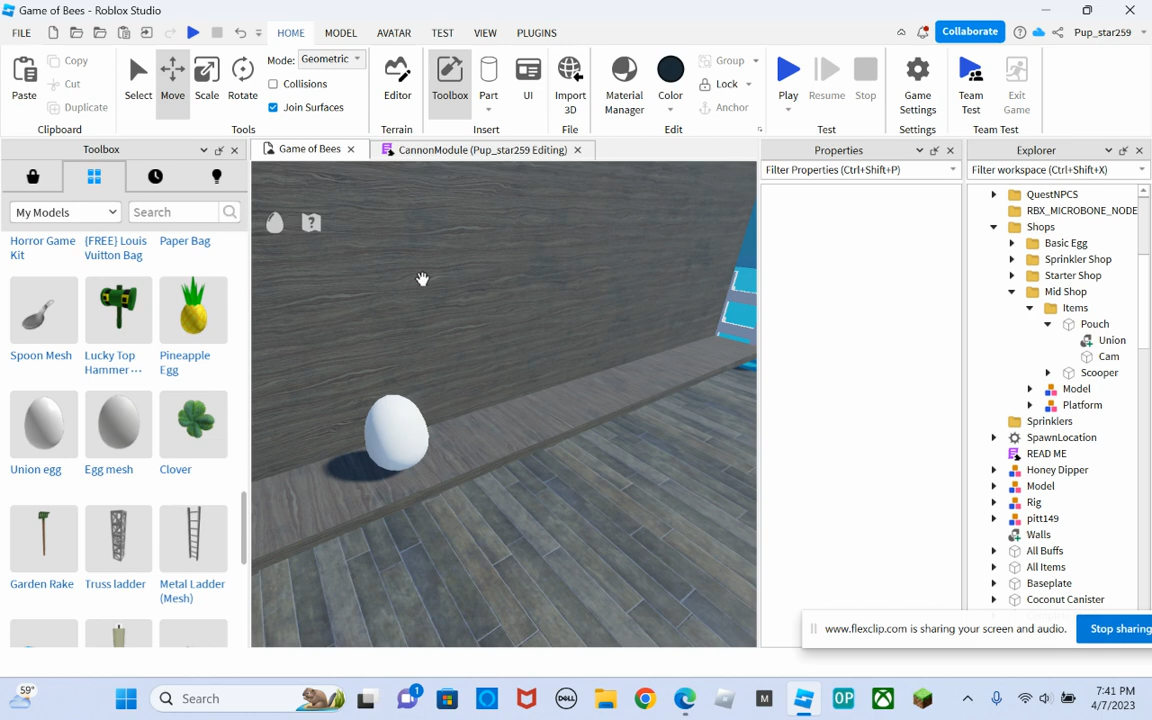 Game of Bees - Roblox Studio
FILE HOME MODEL AVATAR TEST VIEW PLUGINS Collaborate Pup_star259
Paste Copy Cut Duplicate Select Move Scale Rotate Mode: Geometric Collisions Join Surfaces Editor Toolbox Part UI Import 3D Material Manager Color Group Lock Anchor Play Resume Stop Game Settings Team Test Exit Game
Clipboard Tools Terrain Insert File Edit Test Settings Team Test
Toolbox Game of Bees CannonModule (Pup_star259 Editing) Properties Explorer
Filter Properties (Ctrl+Shift+P) Filter workspace (Ctrl+Shift+X)
My Models Search
Horror Game Kit
{FREE} Louis Vuitton Bag
Paper Bag
Spoon Mesh
Lucky Top Hammer ...
Pineapple Egg
Union egg
Egg mesh
Clover
Garden Rake
Truss ladder
Metal Ladder (Mesh)
?
QuestNPCS
RBX_MICROBONE_NODE
Shops
Basic Egg
Sprinkler Shop
Starter Shop
Mid Shop
Items
Pouch
Union
Cam
Scooper
Model
Platform
Sprinklers
SpawnLocation
READ ME
Honey Dipper
Model
Rig
pitt149
Walls
All Buffs
All Items
Baseplate
Coconut Canister
www.flexclip.com is sharing your screen and audio. Stop sharing
59° Search 1 DELL M OP 7:41 PM
4/7/2023